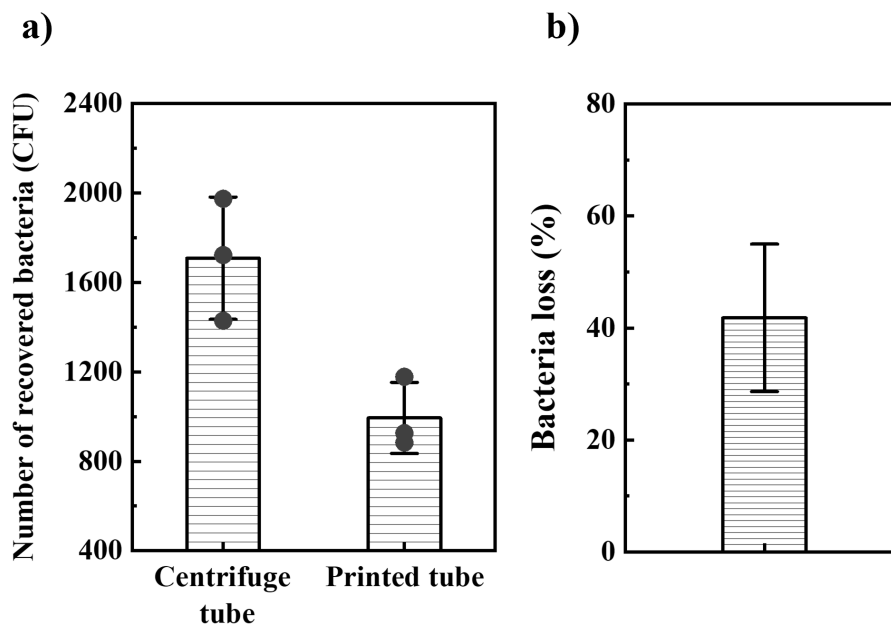 a)
Number of recovered bacteria (CFU)
2400
2000
1600
1200
800
400
Centrifuge
tube
Printed tube
b)
Bacteria loss (%)
80
60
40
20
0